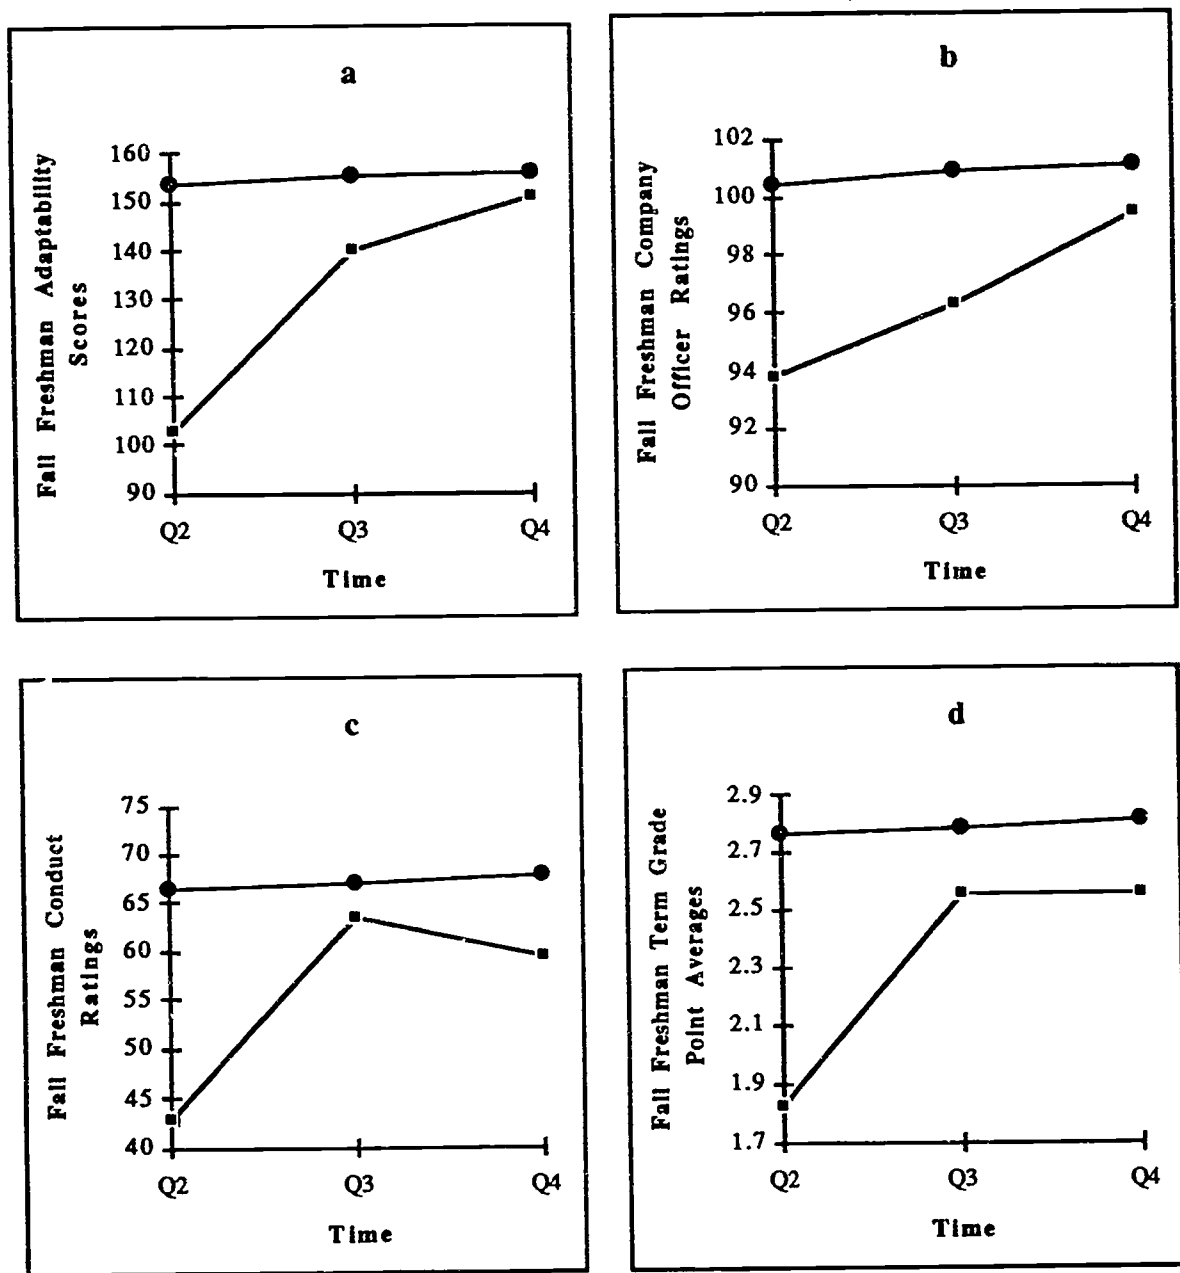 a
Fall Freshman Adaptability
Scores
160
150
140
130
120
110
100
90
Q2 Q3 Q4
Time
b
Fall Freshman Company
Officer Ratings
102
100
98
96
94
92
90
Q2 Q3 Q4
Time
c
Fall Freshman Conduct
Ratings
75
70
65
60
55
50
45
40
Q2 Q3 Q4
Time
d
Fall Freshman Term Grade
Point Averages
2.9
2.7
2.5
2.3
2.1
1.9
1.7
Q2 Q3 Q4
Time